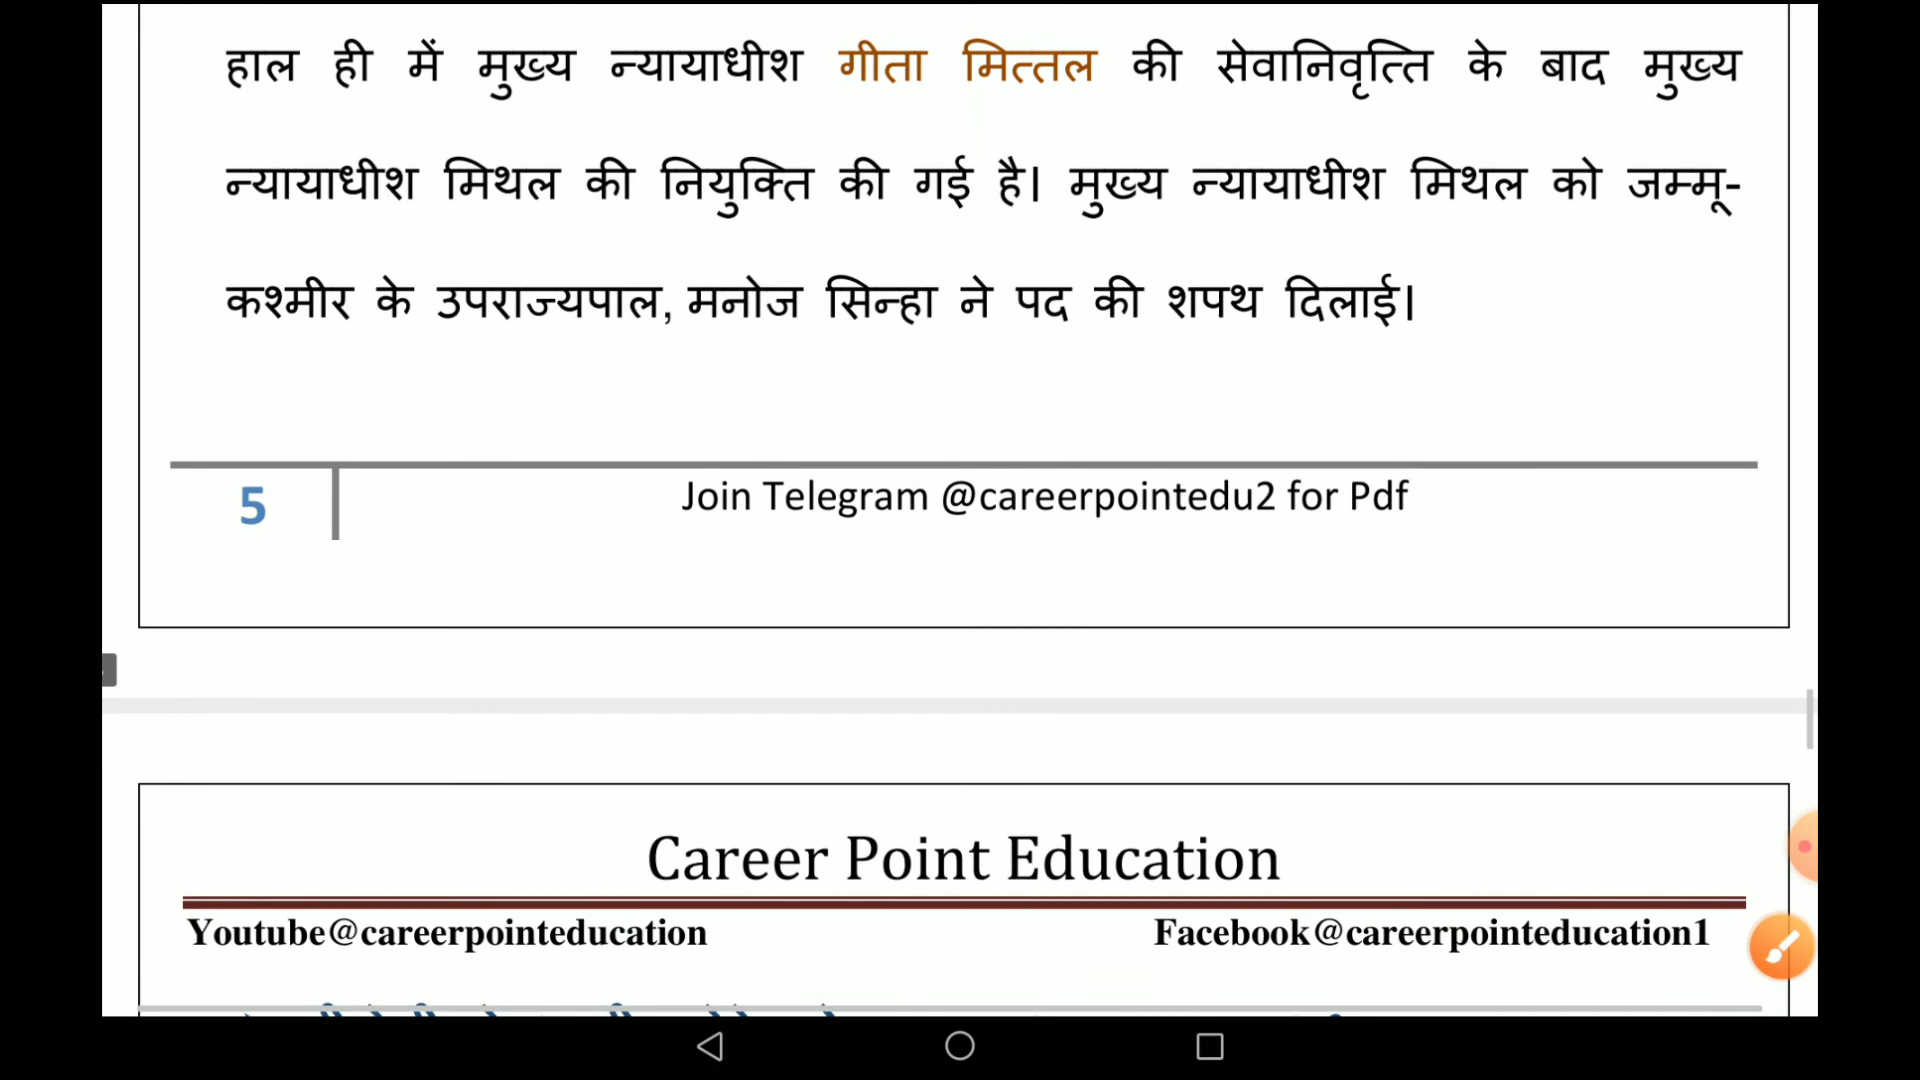 हाल ही में मुख्य न्यायाधीश गीता मित्तल की सेवानिवृत्ति के बाद मुख्य
न्यायाधीश मिथल की नियुक्ति की गई है। मुख्य न्यायाधीश मिथल को जम्मू-
कश्मीर के उपराज्यपाल, मनोज सिन्हा ने पद की शपथ दिलाई।
5
Join Telegram @careerpointedu2 for Pdf
Career Point Education
Youtube@careerpointeducation
Facebook@careerpointeducation1